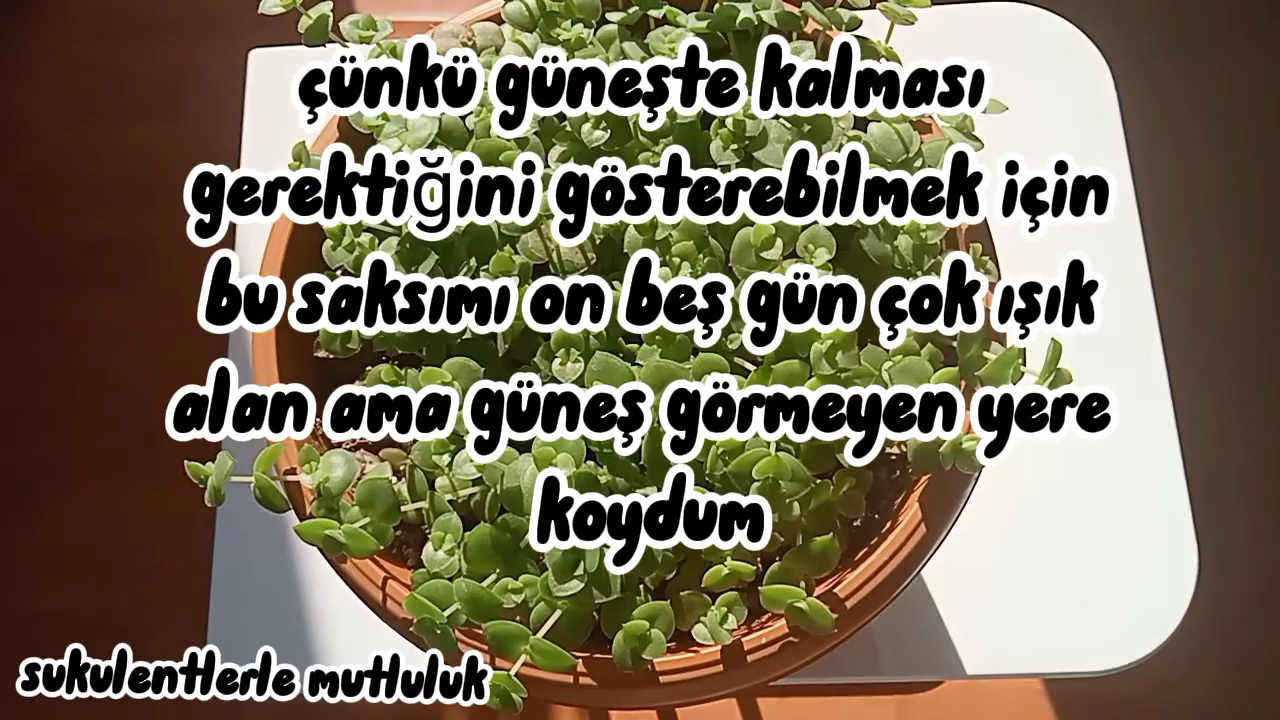 çünkü güneşte kalması
gerektiğini gösterebilmek için
bu saksımı on beş gün çok ışık
alan ama güneş görmeyen yere
koydum
sukulentlerle mutluluk